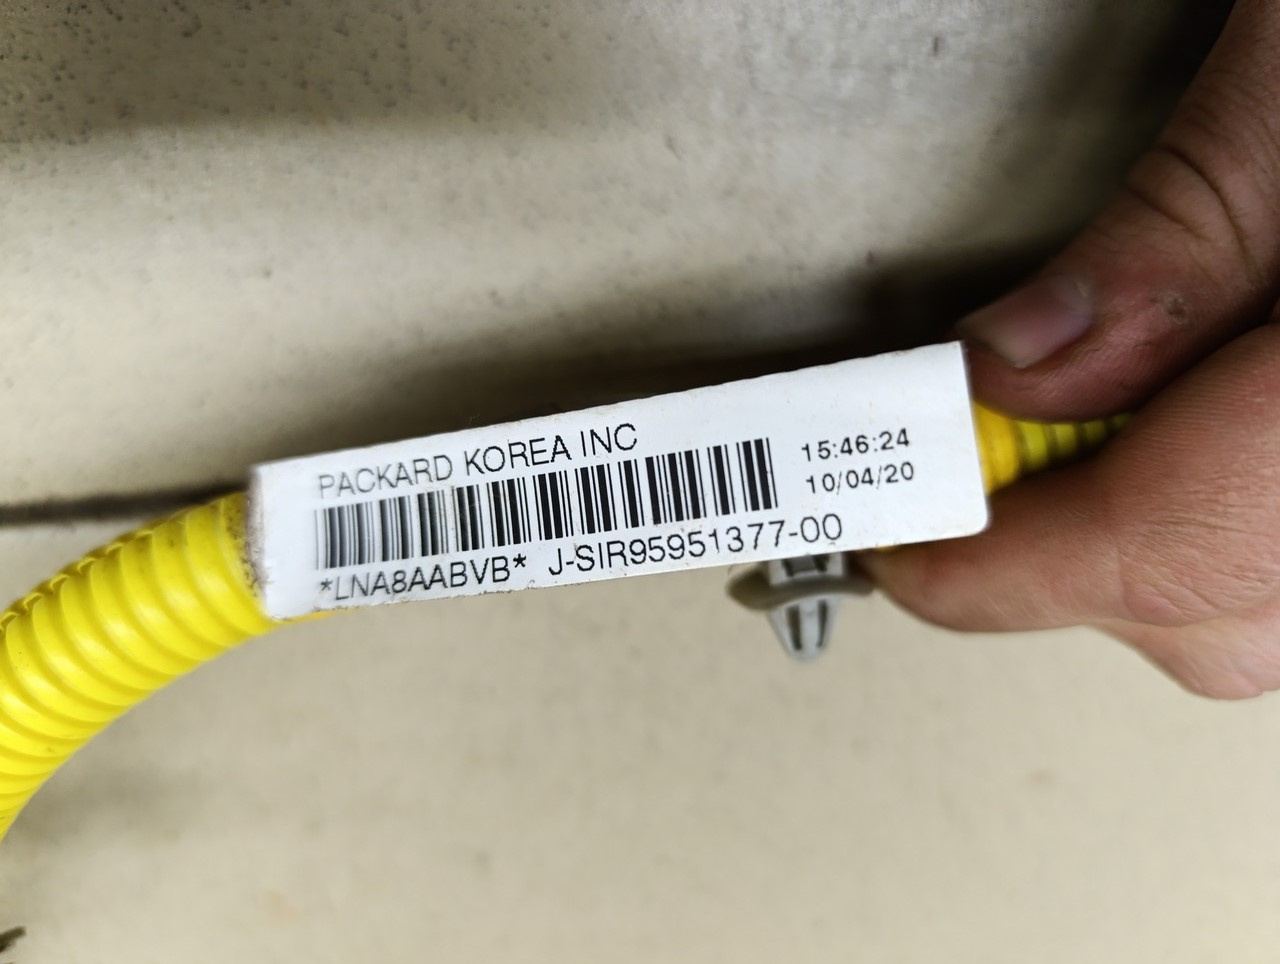 PACKARD KOREA INC
15:46:24
10/04/20
*LNA8AABVB* J-SIR95951377-00